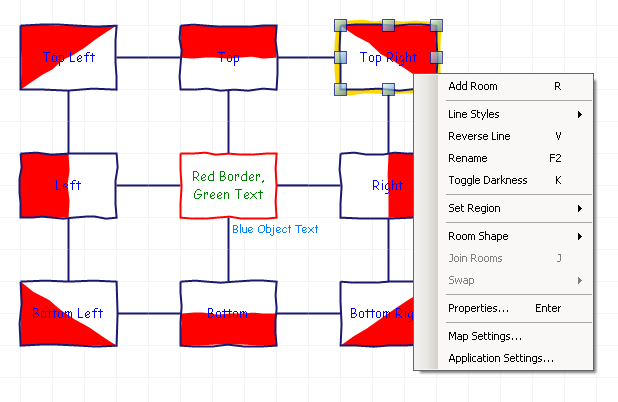 Top Left
Top
Top Right
Add Room R
Line Styles
Reverse Line V
Rename F2
Toggle Darkness K
Set Region
Room Shape
Join Rooms J
Swap
Properties... Enter
Map Settings...
Application Settings...
Left
Red Border,
Green Text
Right
Blue Object Text
Bottom Left
Bottom
Bottom Rig